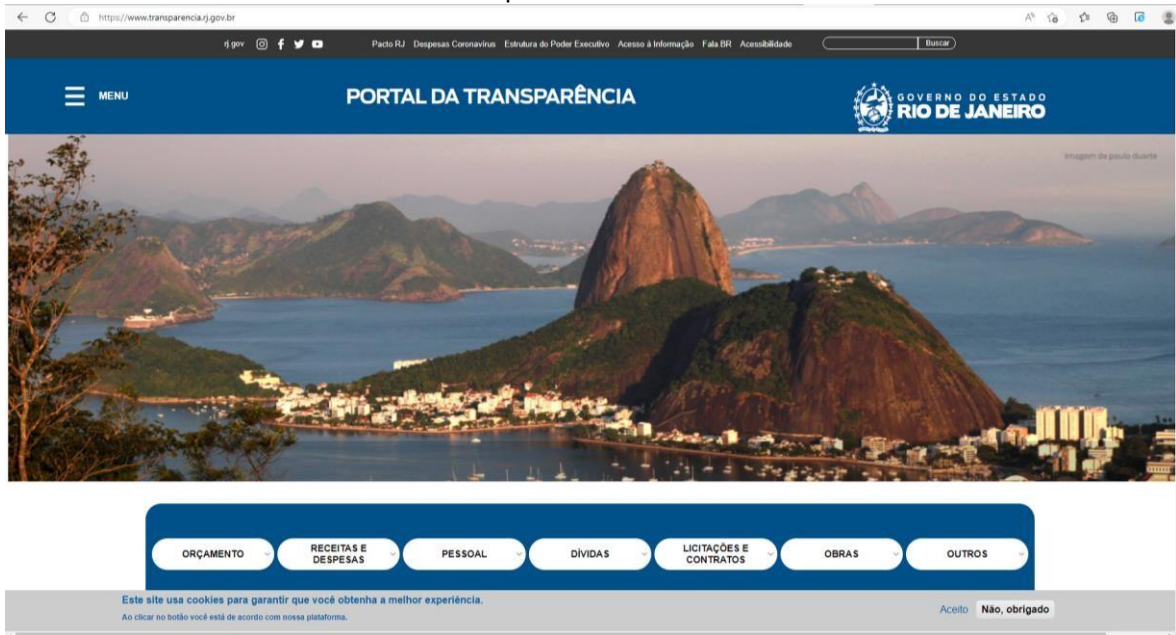 https://www.transparencia.rj.gov.br
rj.gov Pacto RJ Despesas Coronavírus Estrutura do Poder Executivo Acesso à Informação Fala.BR Acessibilidade Buscar
MENU
PORTAL DA TRANSPARÊNCIA
GOVERNO DO ESTADO
RIO DE JANEIRO
Imagem de paulo duarte
ORÇAMENTO
RECEITAS E
DESPESAS
PESSOAL
DÍVIDAS
LICITAÇÕES E
CONTRATOS
OBRAS
OUTROS
Este site usa cookies para garantir que você obtenha a melhor experiência.
Ao clicar no botão você está de acordo com nossa plataforma.
Aceito Não, obrigado